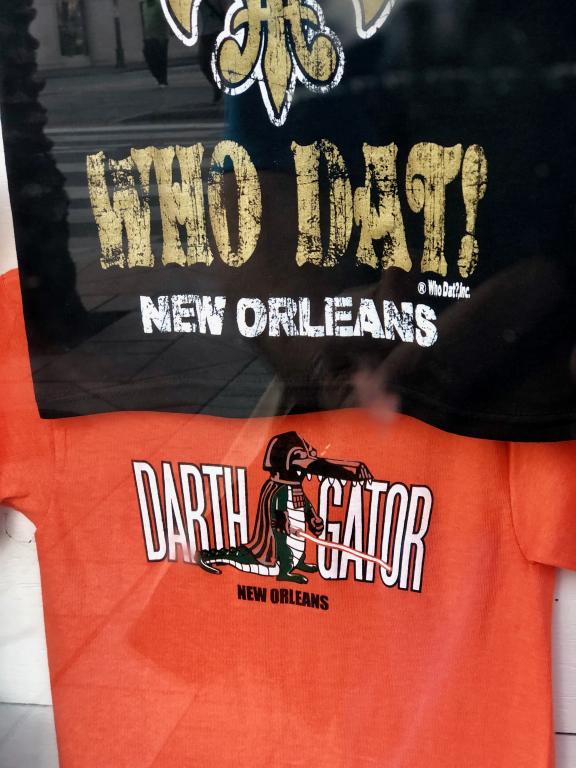 WHO DAT!
® Who Dat?, Inc.
NEW ORLEANS
DARTH GATOR
NEW ORLEANS